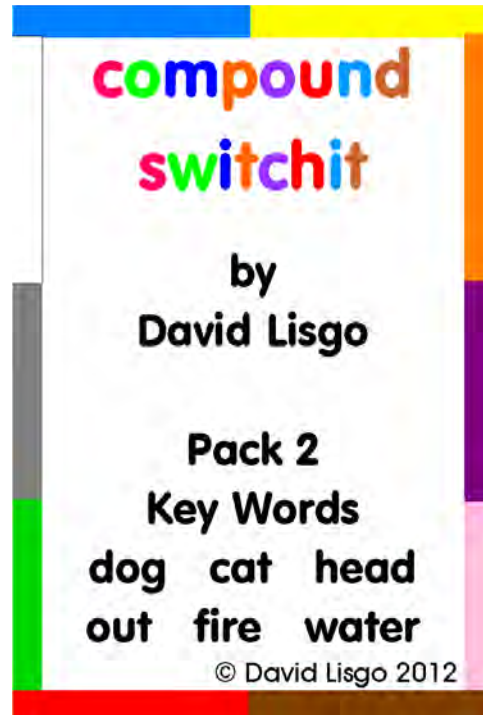 compound
switchit
by
David Lisgo
Pack 2
Key Words
dog cat head
out fire water
© David Lisgo 2012